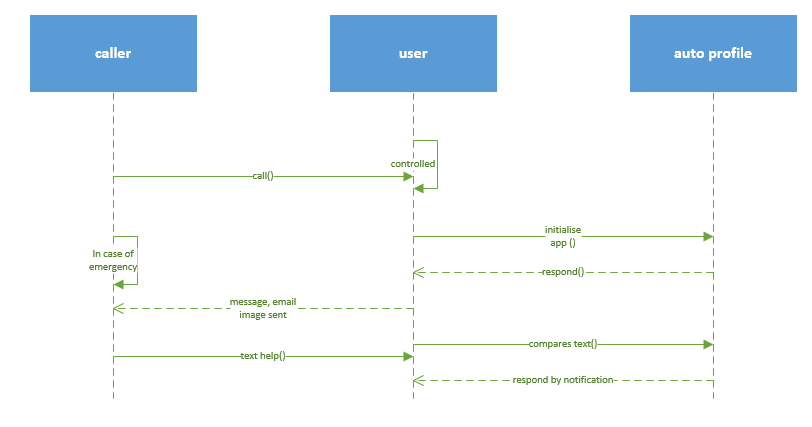 caller
user
auto profile
controlled
call()
initialise
app ()
In case of
emergency
respond()
message, email
image sent
compares text()
text help()
respond by notification